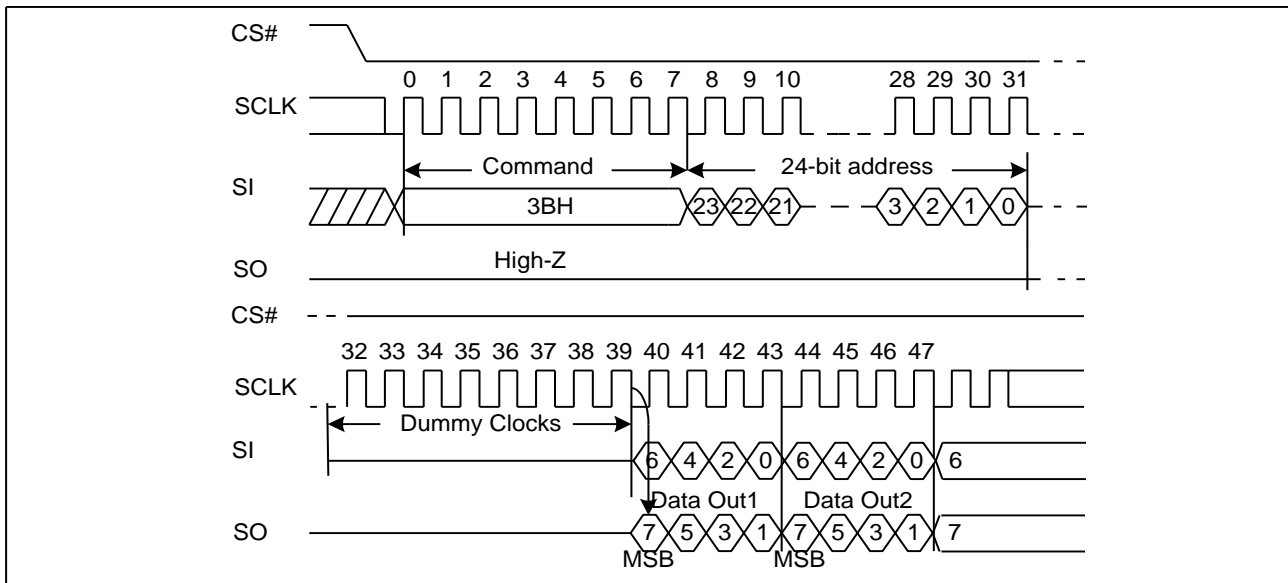 CS#
0 1 2 3 4 5 6 7 8 9 10 28 29 30 31
SCLK
Command 24-bit address
SI
3BH 23 22 21 3 2 1 0
High-Z
SO
CS#
32 33 34 35 36 37 38 39 40 41 42 43 44 45 46 47
SCLK
Dummy Clocks
SI
6 4 2 0 6 4 2 0 6
Data Out1 Data Out2
SO
7 5 3 1 7 5 3 1 7
MSB MSB